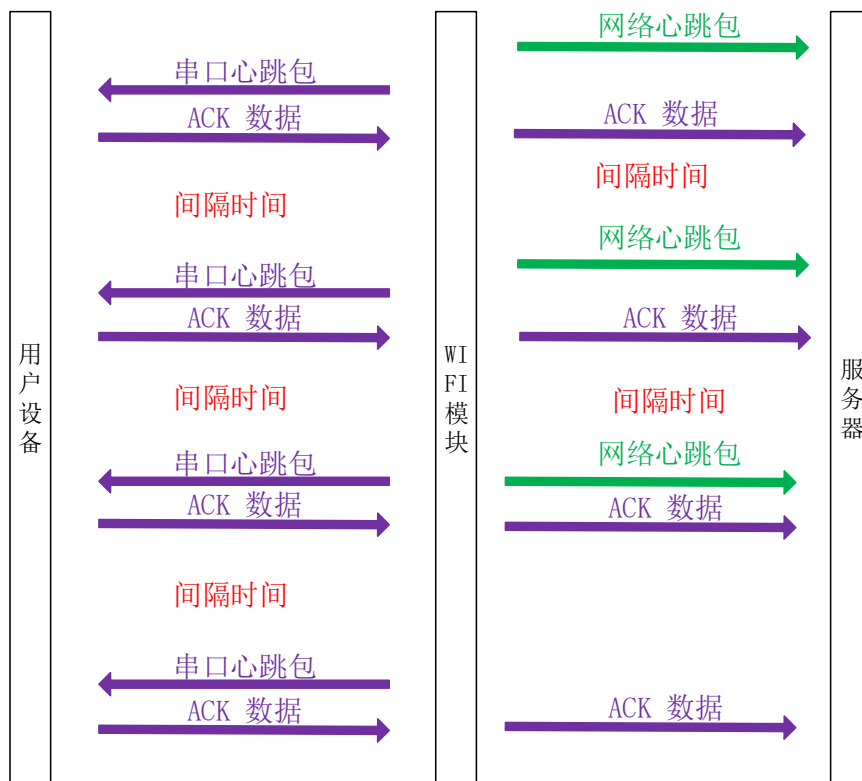 网络心跳包
串口心跳包
ACK 数据
ACK 数据
间隔时间
间隔时间
网络心跳包
串口心跳包
ACK 数据
ACK 数据
用户设备
WIFI模块
服务器
间隔时间
间隔时间
网络心跳包
串口心跳包
ACK 数据
ACK 数据
间隔时间
串口心跳包
ACK 数据
ACK 数据